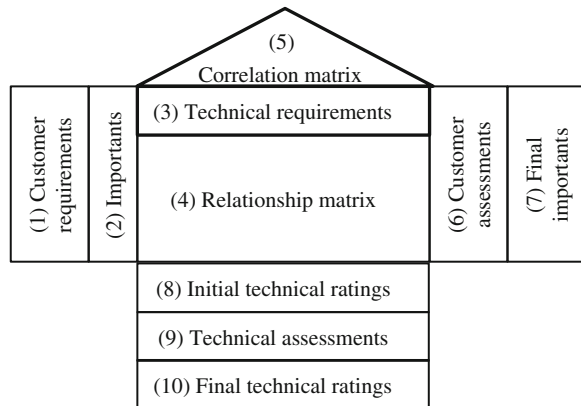 (5)
Correlation matrix
(3) Technical requirements
(1) Customer
requirements
(2) Importants
(4) Relationship matrix
(6) Customer
assessments
(7) Final
importants
(8) Initial technical ratings
(9) Technical assessments
(10) Final technical ratings